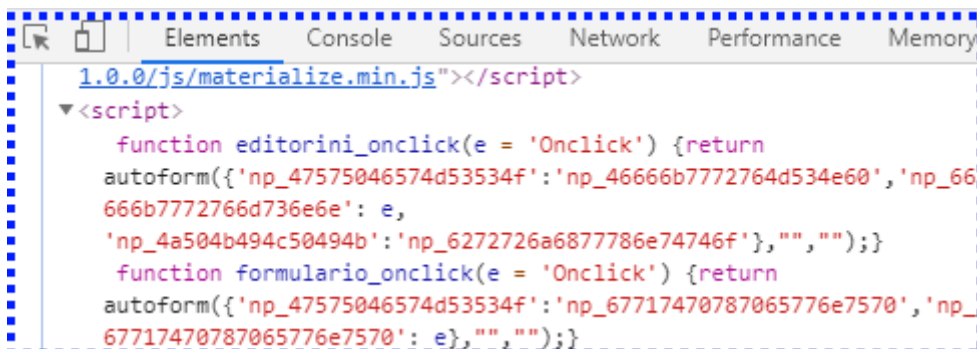 Elements Console Sources Network Performance Memory
1.0.0/js/materialize.min.js"></script>
▼<script>
function editorini_onclick(e = 'Onclick') {return
autoform({'np_47575046574d53534f':'np_46666b7772764d534e60','np_66
666b7772766d736e6e': e,
'np_4a504b494c50494b':'np_6272726a6877786e74746f'},"","");}
function formulario_onclick(e = 'Onclick') {return
autoform({'np_47575046574d53534f':'np_67717470787065776e7570','np_
67717470787065776e7570': e},"","");}